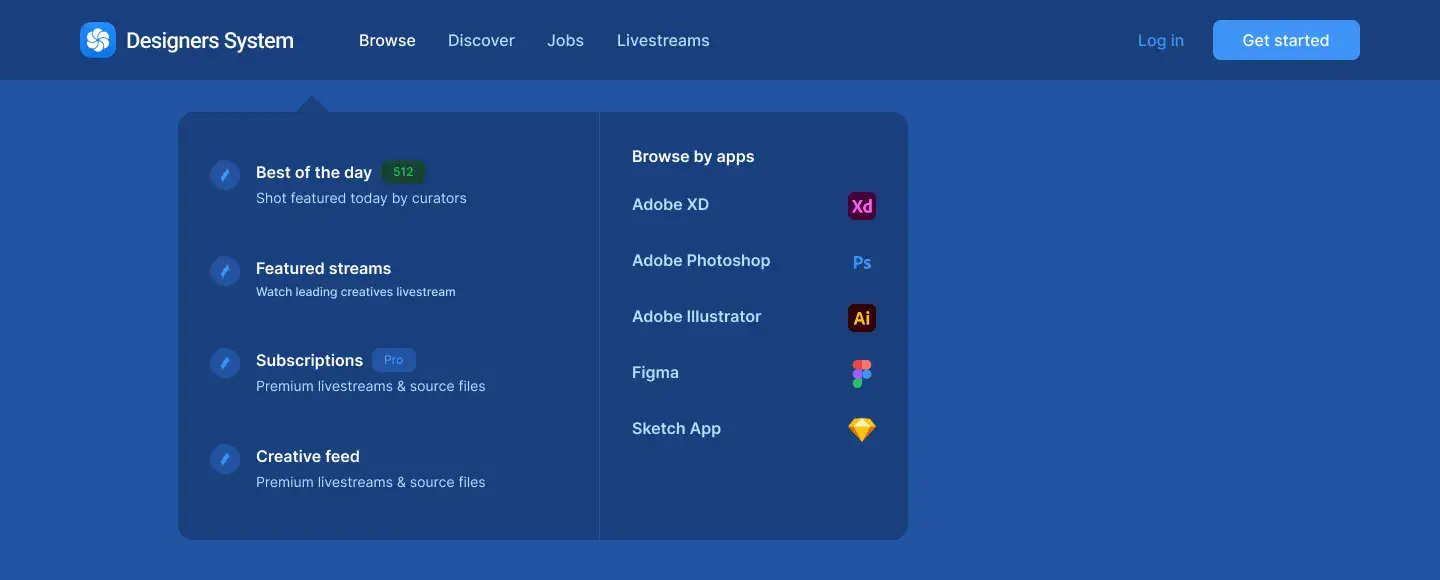 Designers System
Browse
Discover
Jobs
Livestreams
Log in
Get started
Best of the day
512
Shot featured today by curators
Featured streams
Watch leading creatives livestream
Subscriptions
Pro
Premium livestreams & source files
Creative feed
Premium livestreams & source files
Browse by apps
Adobe XD
Xd
Adobe Photoshop
Ps
Adobe Illustrator
Ai
Figma
Sketch App